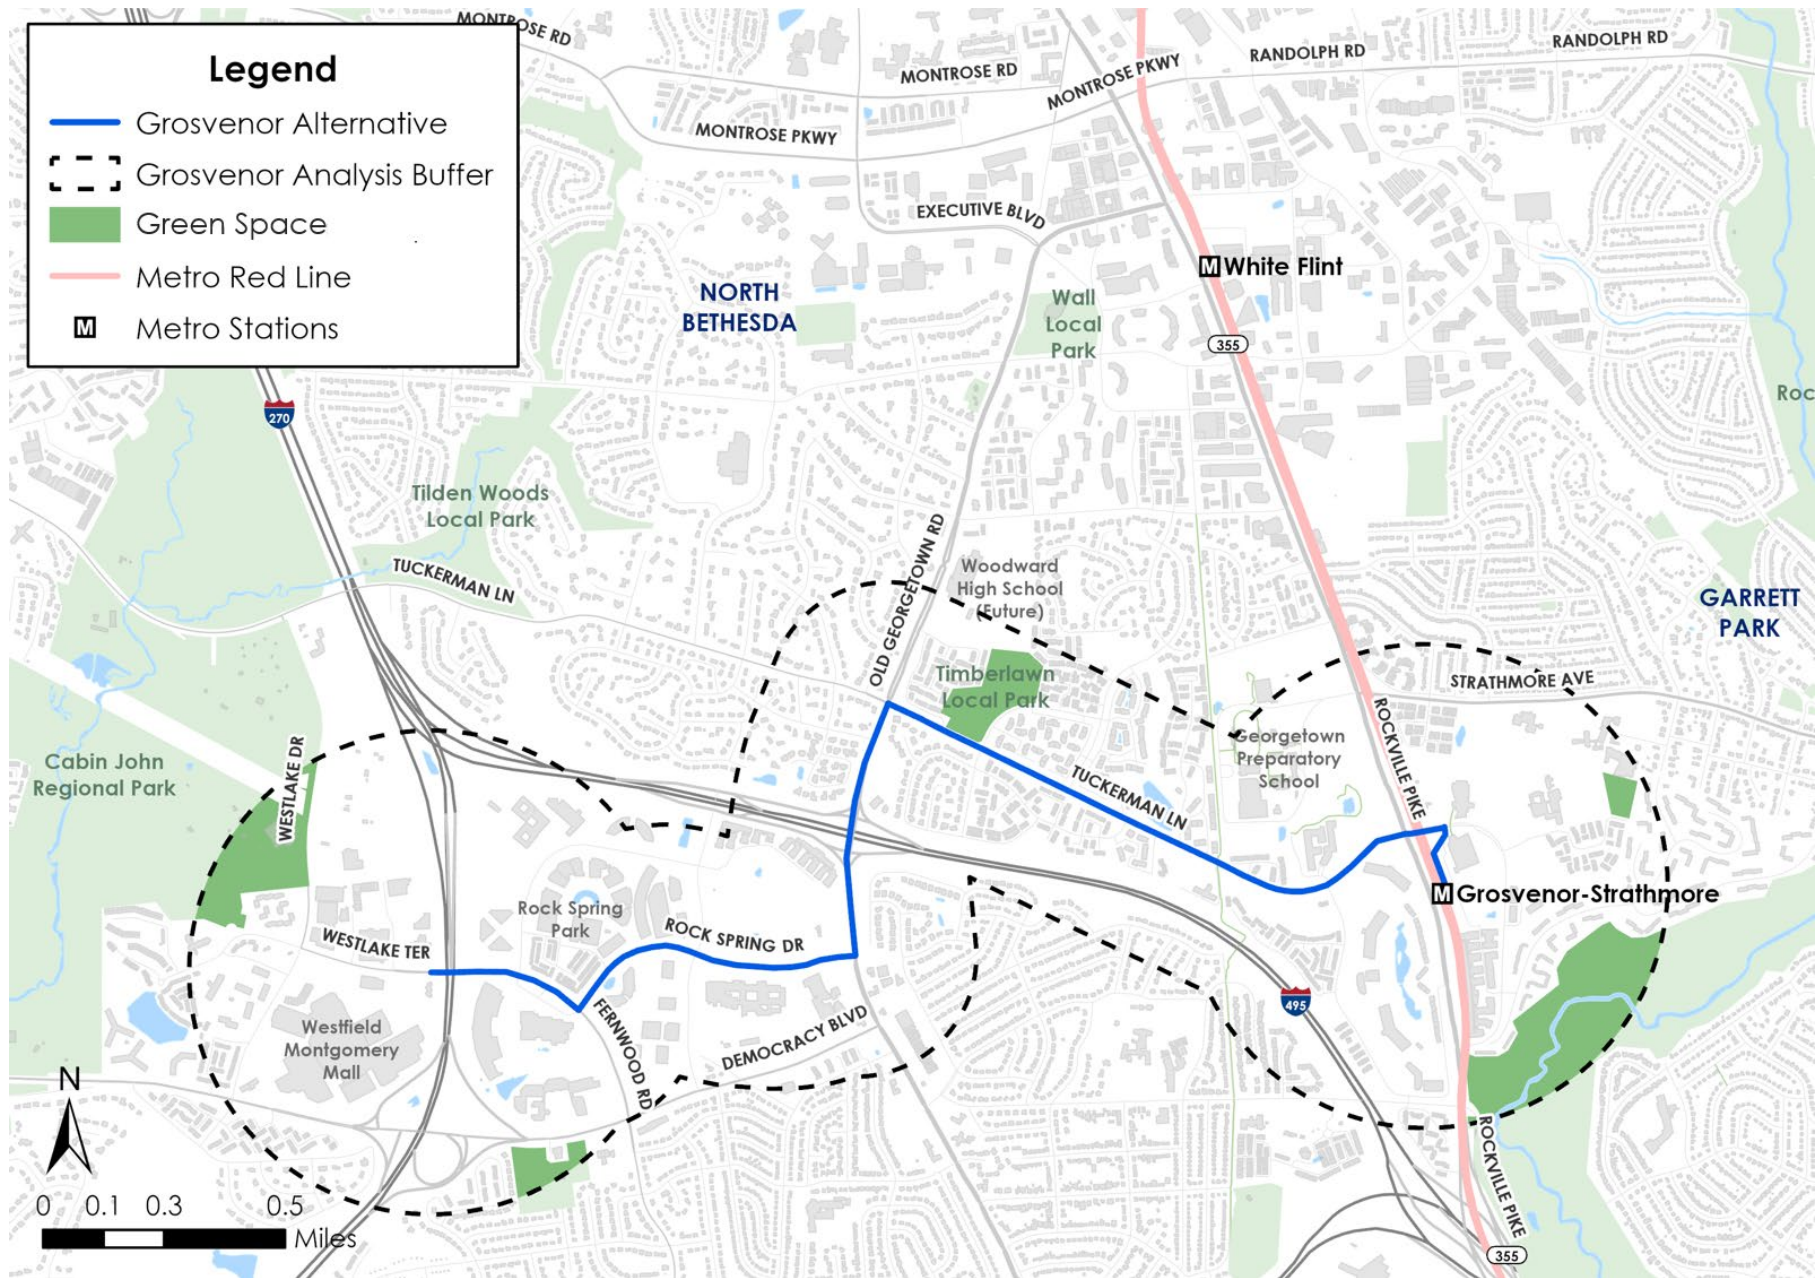 MONTROSE RD
Legend
Grosvenor Alternative
Grosvenor Analysis Buffer
Green Space
Metro Red Line
M Metro Stations
MONTROSE RD
MONTROSE PKWY
RANDOLPH RD
RANDOLPH RD
MONTROSE PKWY
EXECUTIVE BLVD
M White Flint
NORTH
BETHESDA
Wall
Local
Park
355
Roc
270
Tilden Woods
Local Park
TUCKERMAN LN
OLD GEORGETOWN RD
Woodward
High School
(Future)
GARRETT
PARK
Timberlawn
Local Park
STRATHMORE AVE
ROCKVILLE PIKE
Georgetown
Preparatory
School
Cabin John
Regional Park
WESTLAKE DR
TUCKERMAN LN
M Grosvenor-Strathmore
Rock Spring
Park
ROCK SPRING DR
WESTLAKE TER
495
FERNWOOD RD
DEMOCRACY BLVD
Westfield
Montgomery
Mall
N
ROCKVILLE PIKE
0 0.1 0.3 0.5
Miles
355